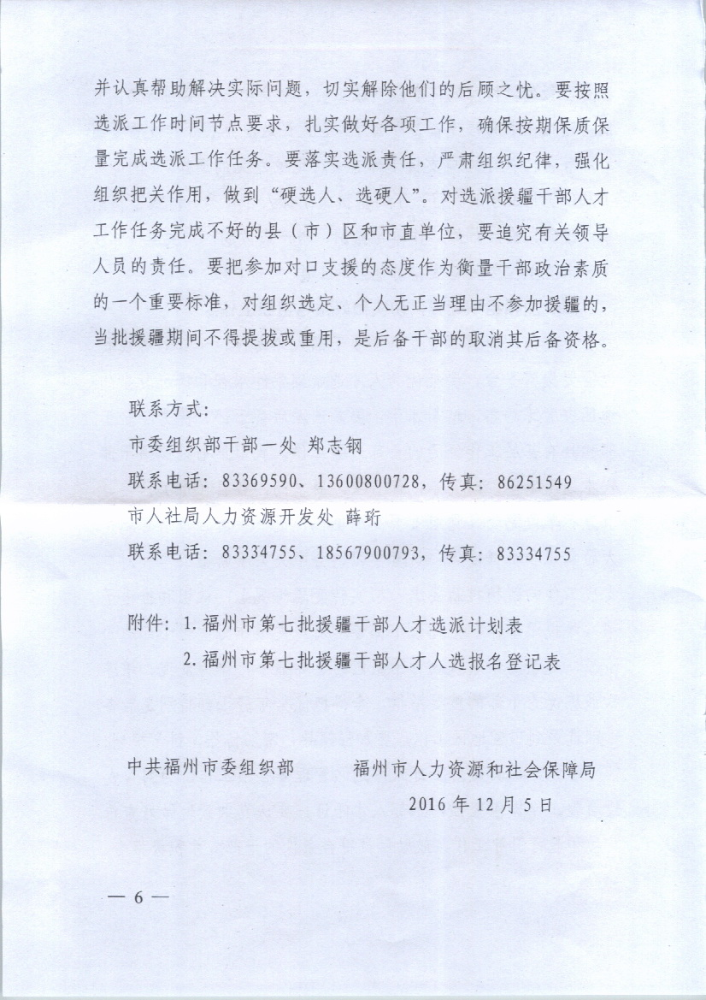 并认真帮助解决实际问题，切实解除他们的后顾之忧。要按照
选派工作时间节点要求，扎实做好各项工作，确保按期保质保
量完成选派工作任务。要落实选派责任，严肃组织纪律，强化
组织把关作用，做到“硬选人、选硬人”。对选派援疆干部人才
工作任务完成不好的县（市）区和市直单位，要追究有关领导
人员的责任。要把参加对口支援的态度作为衡量干部政治素质
的一个重要标准，对组织选定、个人无正当理由不参加援疆的，
当批援疆期间不得提拔或重用，是后备干部的取消其后备资格。
联系方式：
市委组织部干部一处 郑志钢
联系电话：83369590、13600800728，传真：86251549
市人社局人力资源开发处 薛珩
联系电话：83334755、18567900793，传真：83334755
附件：1.福州市第七批援疆干部人才选派计划表
2.福州市第七批援疆干部人才人选报名登记表
中共福州市委组织部 福州市人力资源和社会保障局
2016 年 12 月 5 日
— 6 —